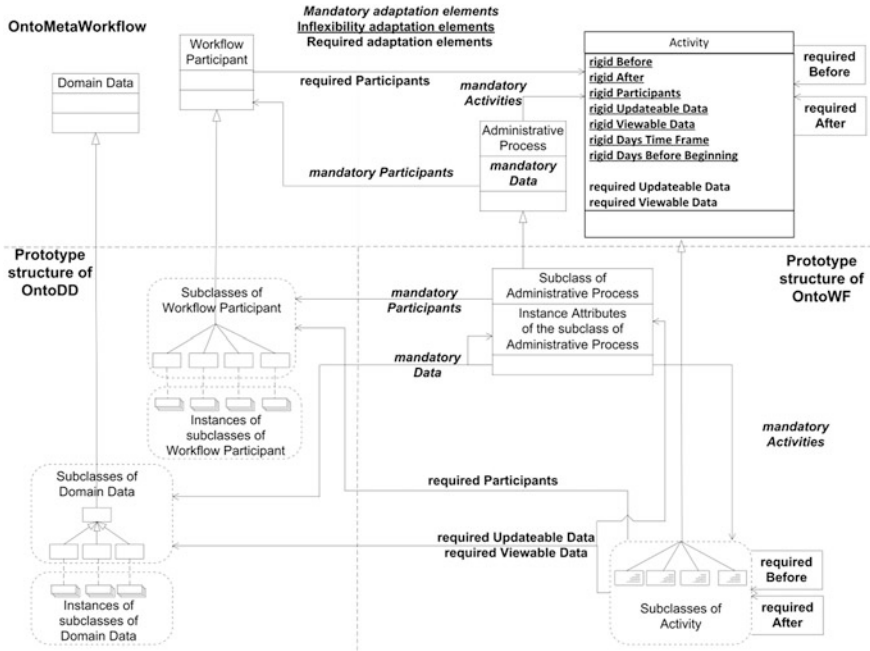 Mandatory adaptation elements
Inflexibility adaptation elements
Required adaptation elements
OntoMetaWorkflow
Workflow
Participant
Domain Data
required Participants
mandatory
Activities
Administrative
Process
mandatory
Data
mandatory Participants
Activity
rigid Before
rigid After
rigid Participants
rigid Updateable Data
rigid Viewable Data
rigid Days Time Frame
rigid Days Before Beginning
required Updateable Data
required Viewable Data
required
Before
required
After
Prototype
structure of
OntoDD
Prototype
structure of
OntoWF
Subclasses of
Workflow Participant
Instances of
subclasses of
Workflow Participant
mandatory
Participants
mandatory
Data
Subclass of
Administrative Process
Instance Attributes
of the subclass of
Administrative Process
mandatory
Activities
Subclasses of
Domain Data
Instances of
subclasses of
Domain Data
required Participants
required Updateable Data
required Viewable Data
Subclasses of
Activity
required
Before
required
After